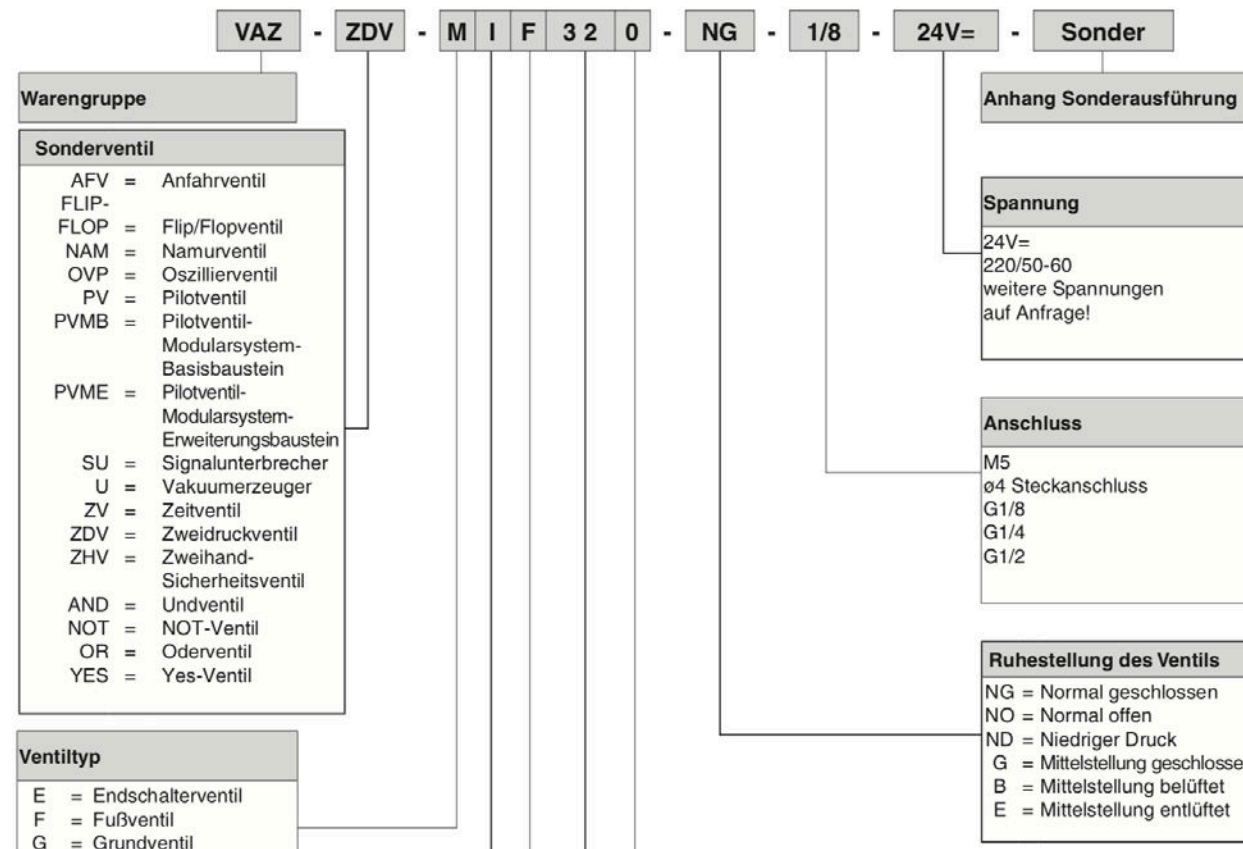 VAZ - ZDV - M I F 3 2 0 - NG - 1/8 - 24V= - Sonder
Warengruppe
Sonderventil
AFV = Anfahrventil
FLIP-
FLOP = Flip/Flopventil
NAM = Namurventil
OVP = Oszillierventil
PV = Pilotventil
PVMB = Pilotventil-
Modularsystem-
Basisbaustein
PVME = Pilotventil-
Modularsystem-
Erweiterungsbaustein
SU = Signalunterbrecher
U = Vakuumerzeuger
ZV = Zeitventil
ZDV = Zweidruckventil
ZHV = Zweihand-
Sicherheitsventil
AND = Undventil
NOT = NOT-Ventil
OR = Oderventil
YES = Yes-Ventil
Ventiltyp
E = Endschalterventil
F = Fußventil
G = Grundventil
Anhang Sonderausführung
Spannung
24V=
220/50-60
weitere Spannungen
auf Anfrage!
Anschluss
M5
ø4 Steckanschluss
G1/8
G1/4
G1/2
Ruhestellung des Ventils
NG = Normal geschlossen
NO = Normal offen
ND = Niedriger Druck
G = Mittelstellung geschlosse
B = Mittelstellung belüftet
E = Mittelstellung entlüftet